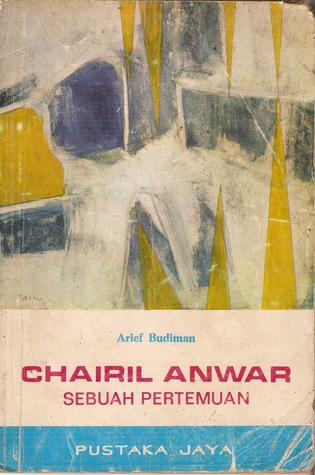 Arief Budiman
CHAIRIL ANWAR
SEBUAH PERTEMUAN
PUSTAKA JAYA